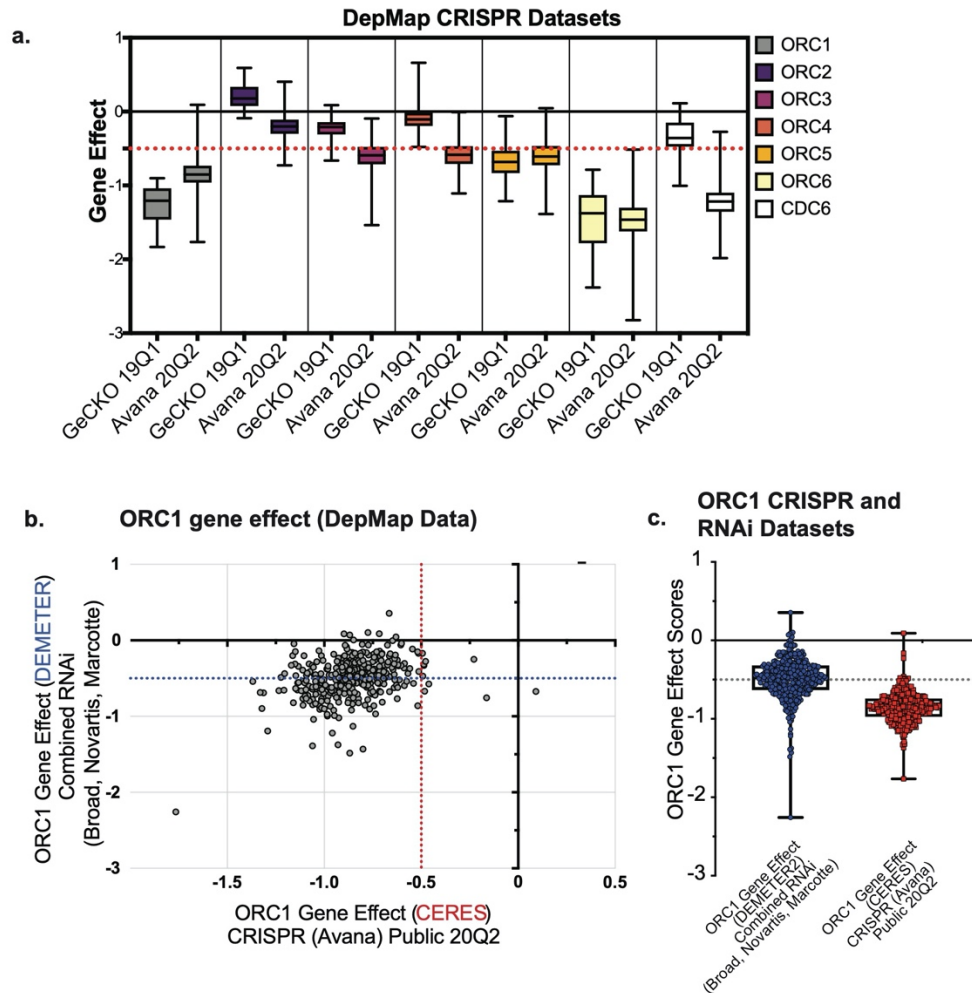 a.
DepMap CRISPR Datasets
Gene Effect
1
0
-1
-2
-3
GeCKO 19Q1
Avana 20Q2
GeCKO 19Q1
Avana 20Q2
GeCKO 19Q1
Avana 20Q2
GeCKO 19Q1
Avana 20Q2
GeCKO 19Q1
Avana 20Q2
GeCKO 19Q1
Avana 20Q2
GeCKO 19Q1
Avana 20Q2
ORC1
ORC2
ORC3
ORC4
ORC5
ORC6
CDC6
b.
ORC1 gene effect (DepMap Data)
ORC1 Gene Effect (DEMETER)
Combined RNAi
(Broad, Novartis, Marcotte)
1
0
-1
-2
-3
-1.5
-1.0
-0.5
0
0.5
ORC1 Gene Effect (CERES)
CRISPR (Avana) Public 20Q2
c.
ORC1 CRISPR and
RNAi Datasets
ORC1 Gene Effect Scores
1
0
-1
-2
-3
ORC1 Gene Effect
(DEMETER2)
Combined RNAi
(Broad, Novartis, Marcotte)
ORC1 Gene Effect
(CERES)
CRISPR (Avana)
Public 20Q2